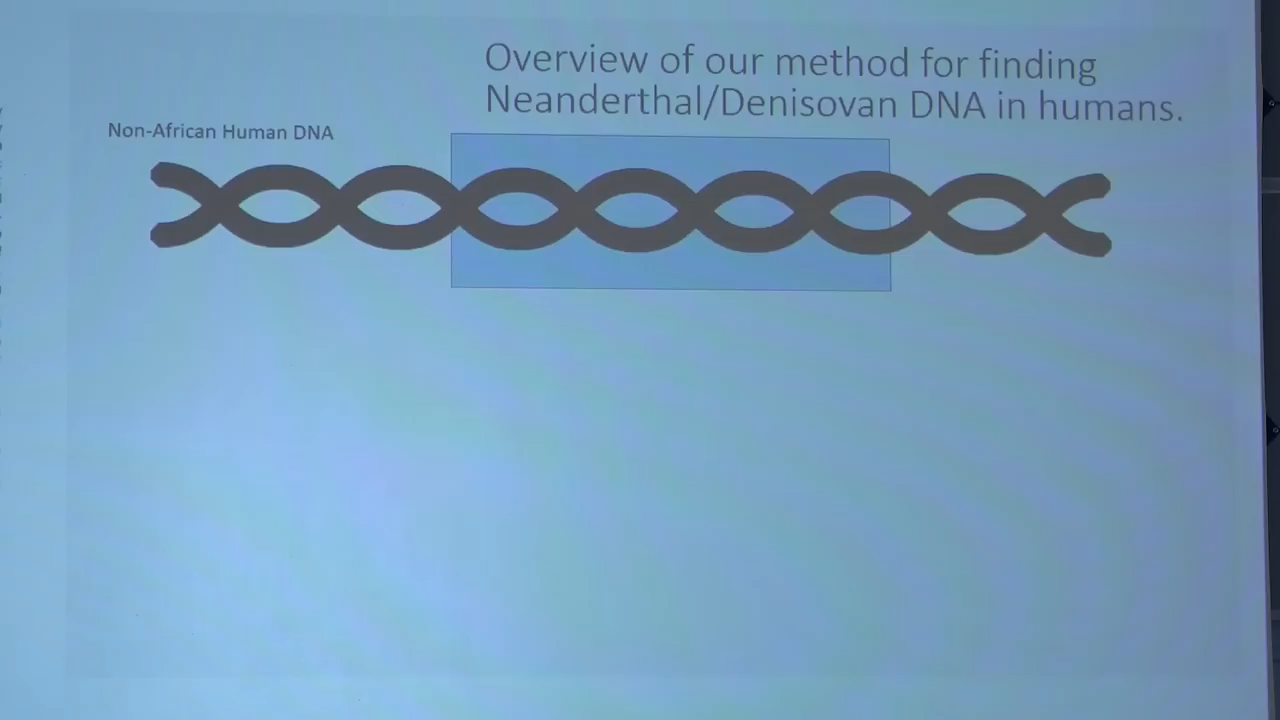 Overview of our method for finding
Neanderthal/Denisovan DNA in humans.
Non-African Human DNA